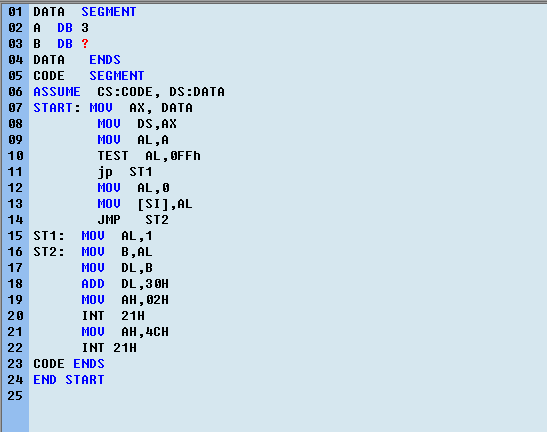 01 DATA  SEGMENT
02 A  DB 3
03 B  DB ?
04 DATA   ENDS
05 CODE   SEGMENT
06 ASSUME  CS:CODE, DS:DATA
07 START: MOV  AX, DATA
08         MOV  DS,AX
09         MOV  AL,A
10         TEST  AL,0FFh
11         jp  ST1
12         MOV  AL,0
13         MOV  [SI],AL
14         JMP   ST2
15 ST1:  MOV  AL,1
16 ST2:  MOV  B,AL
17       MOV  DL,B
18       ADD  DL,30H
19       MOV  AH,02H
20       INT  21H
21       MOV  AH,4CH
22       INT 21H
23 CODE ENDS
24 END START
25